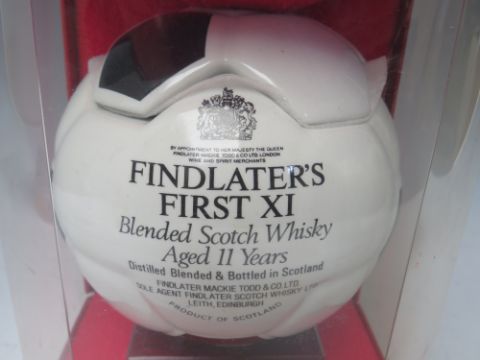 BY APPOINTMENT TO HER MAJESTY THE QUEEN
FINDLATER MACKIE TODD & CO LTD, LONDON
WINE AND SPIRIT MERCHANTS
FINDLATER'S
FIRST XI
Blended Scotch Whisky
Aged 11 Years
Distilled Blended & Bottled in Scotland
FINDLATER MACKIE TODD & CO. LTD.
SOLE AGENT FINDLATER SCOTCH WHISKY LTD
LEITH, EDINBURGH
PRODUCT OF SCOTLAND